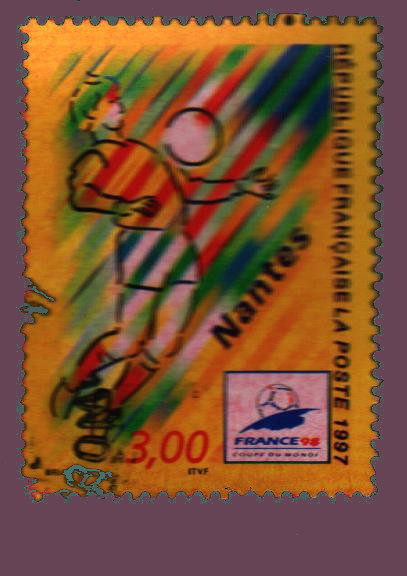 RÉPUBLIQUE FRANÇAISE LA POSTE 1997
Nantes
3,00
FRANCE 98
COUPE DU MONDE
ITVF